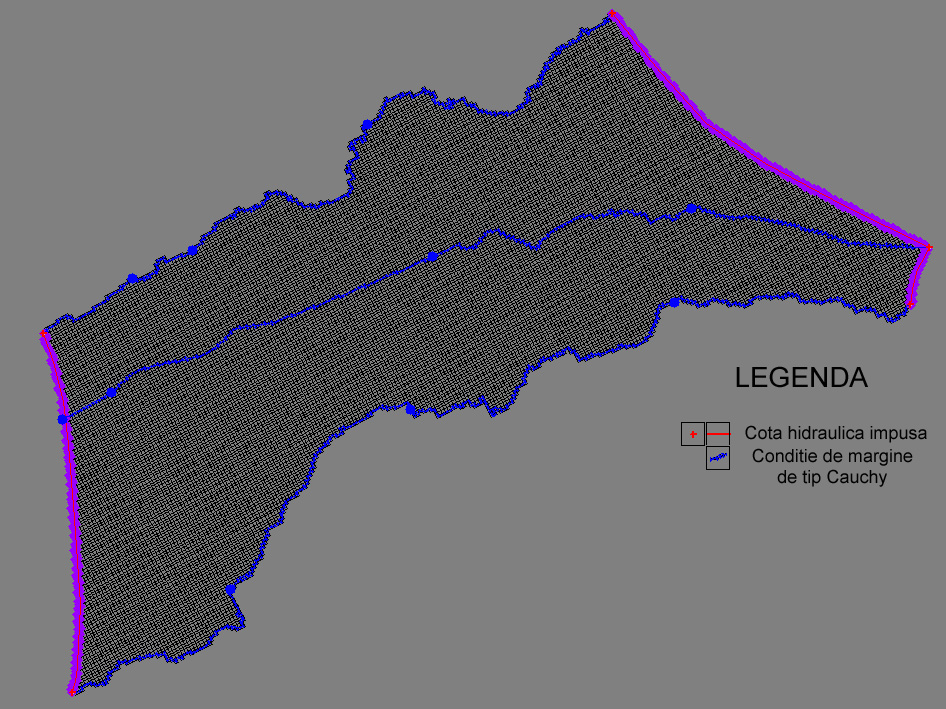 LEGENDA
Cota hidraulica impusa
Conditie de margine
de tip Cauchy